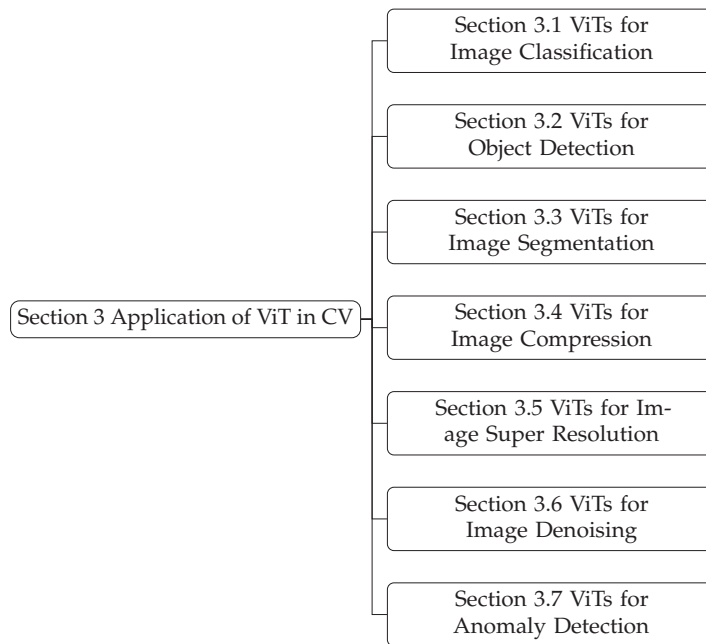 Section 3.1 ViTs for
Image Classification
Section 3.2 ViTs for
Object Detection
Section 3.3 ViTs for
Image Segmentation
Section 3 Application of ViT in CV
Section 3.4 ViTs for
Image Compression
Section 3.5 ViTs for Im-
age Super Resolution
Section 3.6 ViTs for
Image Denoising
Section 3.7 ViTs for
Anomaly Detection